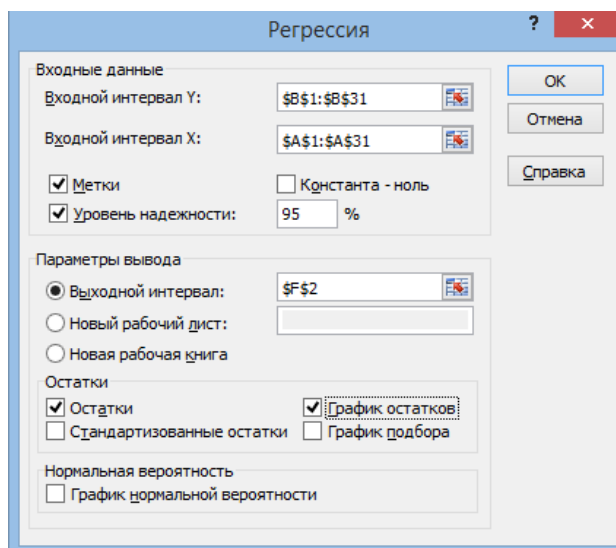 Регрессия
? ×
Входные данные
Входной интервал Y: $B$1:$B$31
Входной интервал X: $A$1:$A$31
Метки Константа - ноль
Уровень надежности: 95 %
OK
Отмена
Справка
Параметры вывода
Выходной интервал: $F$2
Новый рабочий лист:
Новая рабочая книга
Остатки
Остатки График остатков
Стандартизованные остатки График подбора
Нормальная вероятность
График нормальной вероятности